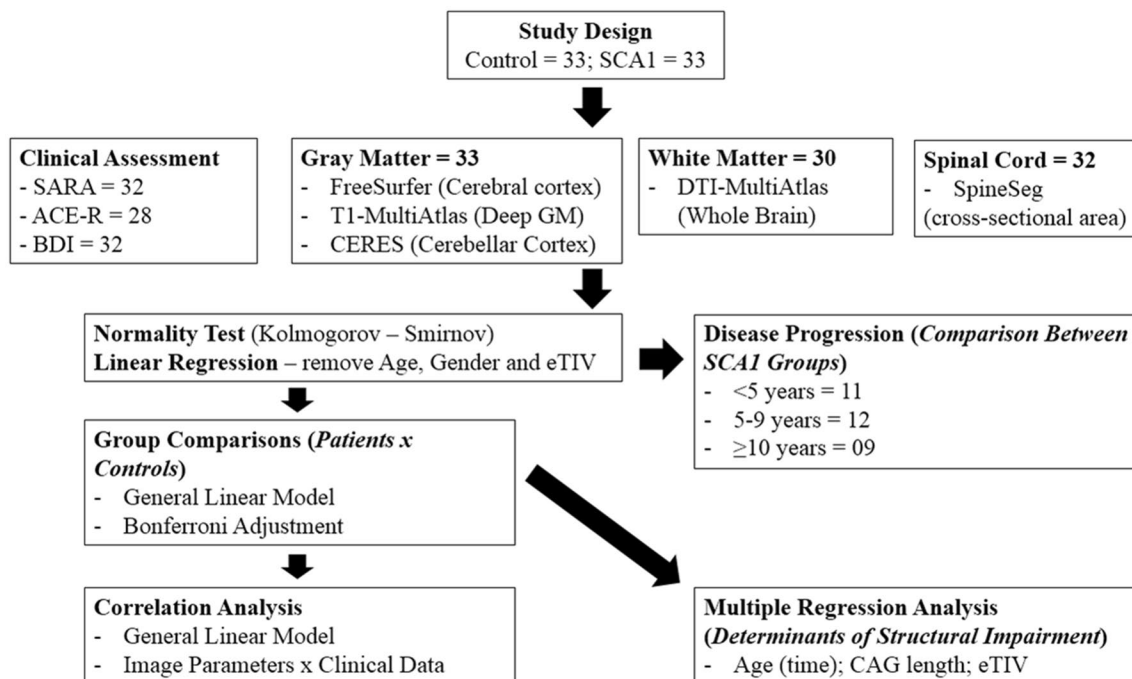 Study Design
Control = 33; SCA1 = 33
Clinical Assessment
- SARA = 32
- ACE-R = 28
- BDI = 32
Gray Matter = 33
- FreeSurfer (Cerebral cortex)
- T1-MultiAtlas (Deep GM)
- CERES (Cerebellar Cortex)
White Matter = 30
- DTI-MultiAtlas
(Whole Brain)
Spinal Cord = 32
- SpineSeg
(cross-sectional area)
Normality Test (Kolmogorov – Smirnov)
Linear Regression – remove Age, Gender and eTIV
Disease Progression (Comparison Between
SCA1 Groups)
- <5 years = 11
- 5-9 years = 12
- ≥10 years = 09
Group Comparisons (Patients x
Controls)
- General Linear Model
- Bonferroni Adjustment
Correlation Analysis
- General Linear Model
- Image Parameters x Clinical Data
Multiple Regression Analysis
(Determinants of Structural Impairment)
- Age (time); CAG length; eTIV